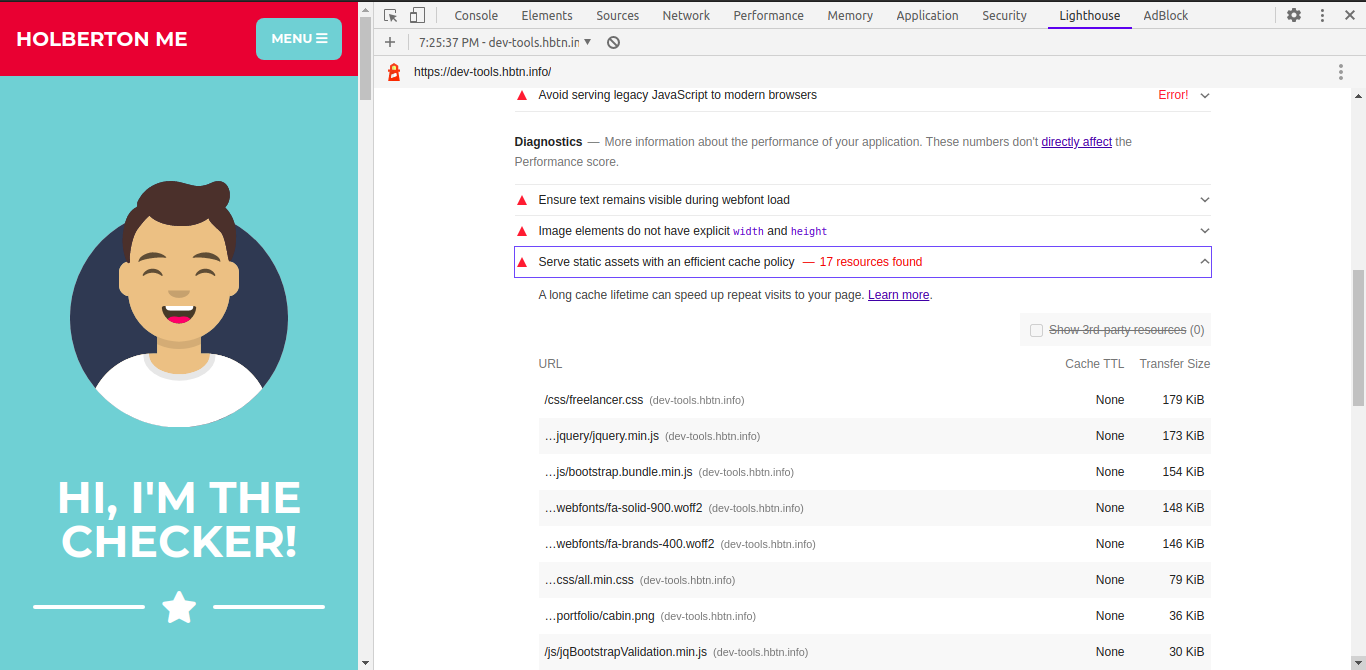 HOLBERTON ME
MENU
HI, I'M THE
CHECKER!
Console Elements Sources Network Performance Memory Application Security Lighthouse AdBlock
7:25:37 PM - dev-tools.hbtn.in
https://dev-tools.hbtn.info/
Avoid serving legacy JavaScript to modern browsers Error!
Diagnostics — More information about the performance of your application. These numbers don't directly affect the
Performance score.
Ensure text remains visible during webfont load
Image elements do not have explicit width and height
Serve static assets with an efficient cache policy — 17 resources found
A long cache lifetime can speed up repeat visits to your page. Learn more.
Show 3rd-party resources (0)
URL Cache TTL Transfer Size
/css/freelancer.css (dev-tools.hbtn.info) None 179 KiB
…jquery/jquery.min.js (dev-tools.hbtn.info) None 173 KiB
…js/bootstrap.bundle.min.js (dev-tools.hbtn.info) None 154 KiB
…webfonts/fa-solid-900.woff2 (dev-tools.hbtn.info) None 148 KiB
…webfonts/fa-brands-400.woff2 (dev-tools.hbtn.info) None 146 KiB
…css/all.min.css (dev-tools.hbtn.info) None 79 KiB
…portfolio/cabin.png (dev-tools.hbtn.info) None 36 KiB
/js/jqBootstrapValidation.min.js (dev-tools.hbtn.info) None 30 KiB